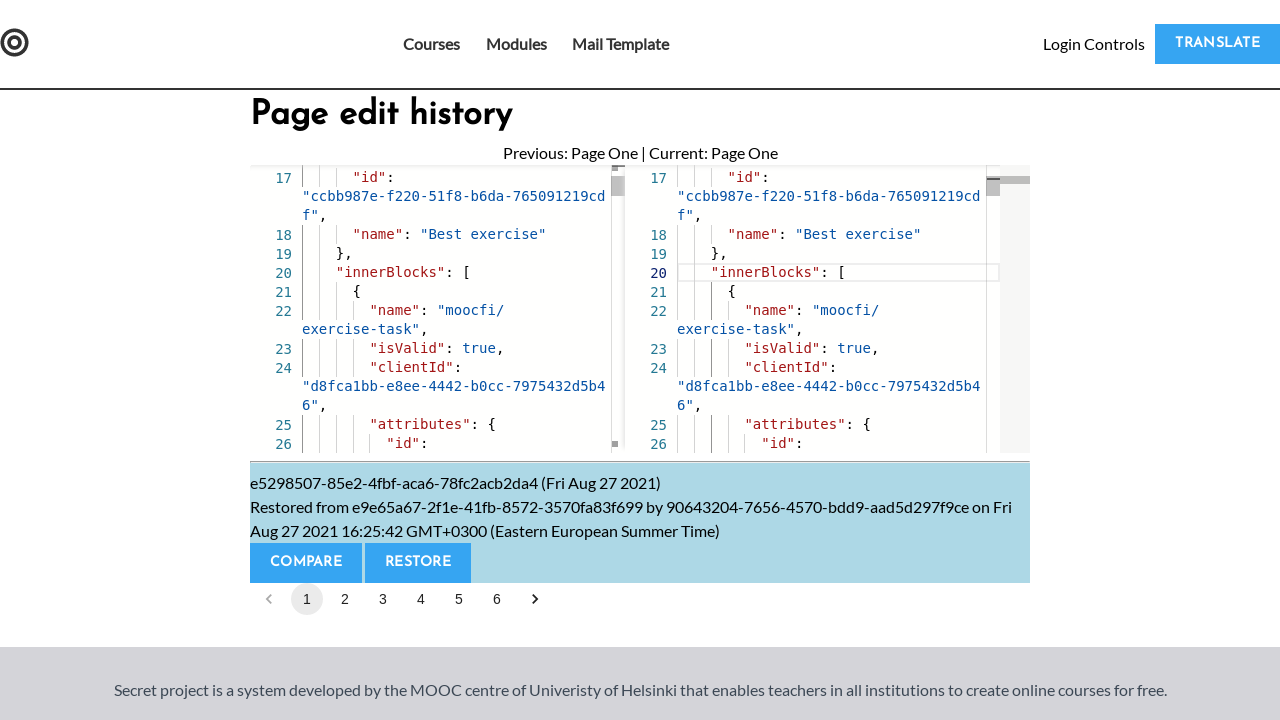 Courses Modules Mail Template Login Controls TRANSLATE
Page edit history
Previous: Page One | Current: Page One
17 "id":
"ccbb987e-f220-51f8-b6da-765091219cd
f",
18 "name": "Best exercise"
19 },
20 "innerBlocks": [
21 {
22 "name": "moocfi/
exercise-task",
23 "isValid": true,
24 "clientId":
"d8fca1bb-e8ee-4442-b0cc-7975432d5b4
6",
25 "attributes": {
26 "id":
17 "id":
"ccbb987e-f220-51f8-b6da-765091219cd
f",
18 "name": "Best exercise"
19 },
20 "innerBlocks": [
21 {
22 "name": "moocfi/
exercise-task",
23 "isValid": true,
24 "clientId":
"d8fca1bb-e8ee-4442-b0cc-7975432d5b4
6",
25 "attributes": {
26 "id":
e5298507-85e2-4fbf-aca6-78fc2acb2da4 (Fri Aug 27 2021)
Restored from e9e65a67-2f1e-41fb-8572-3570fa83f699 by 90643204-7656-4570-bdd9-aad5d297f9ce on Fri
Aug 27 2021 16:25:42 GMT+0300 (Eastern European Summer Time)
COMPARE RESTORE
1 2 3 4 5 6
Secret project is a system developed by the MOOC centre of Univeristy of Helsinki that enables teachers in all institutions to create online courses for free.